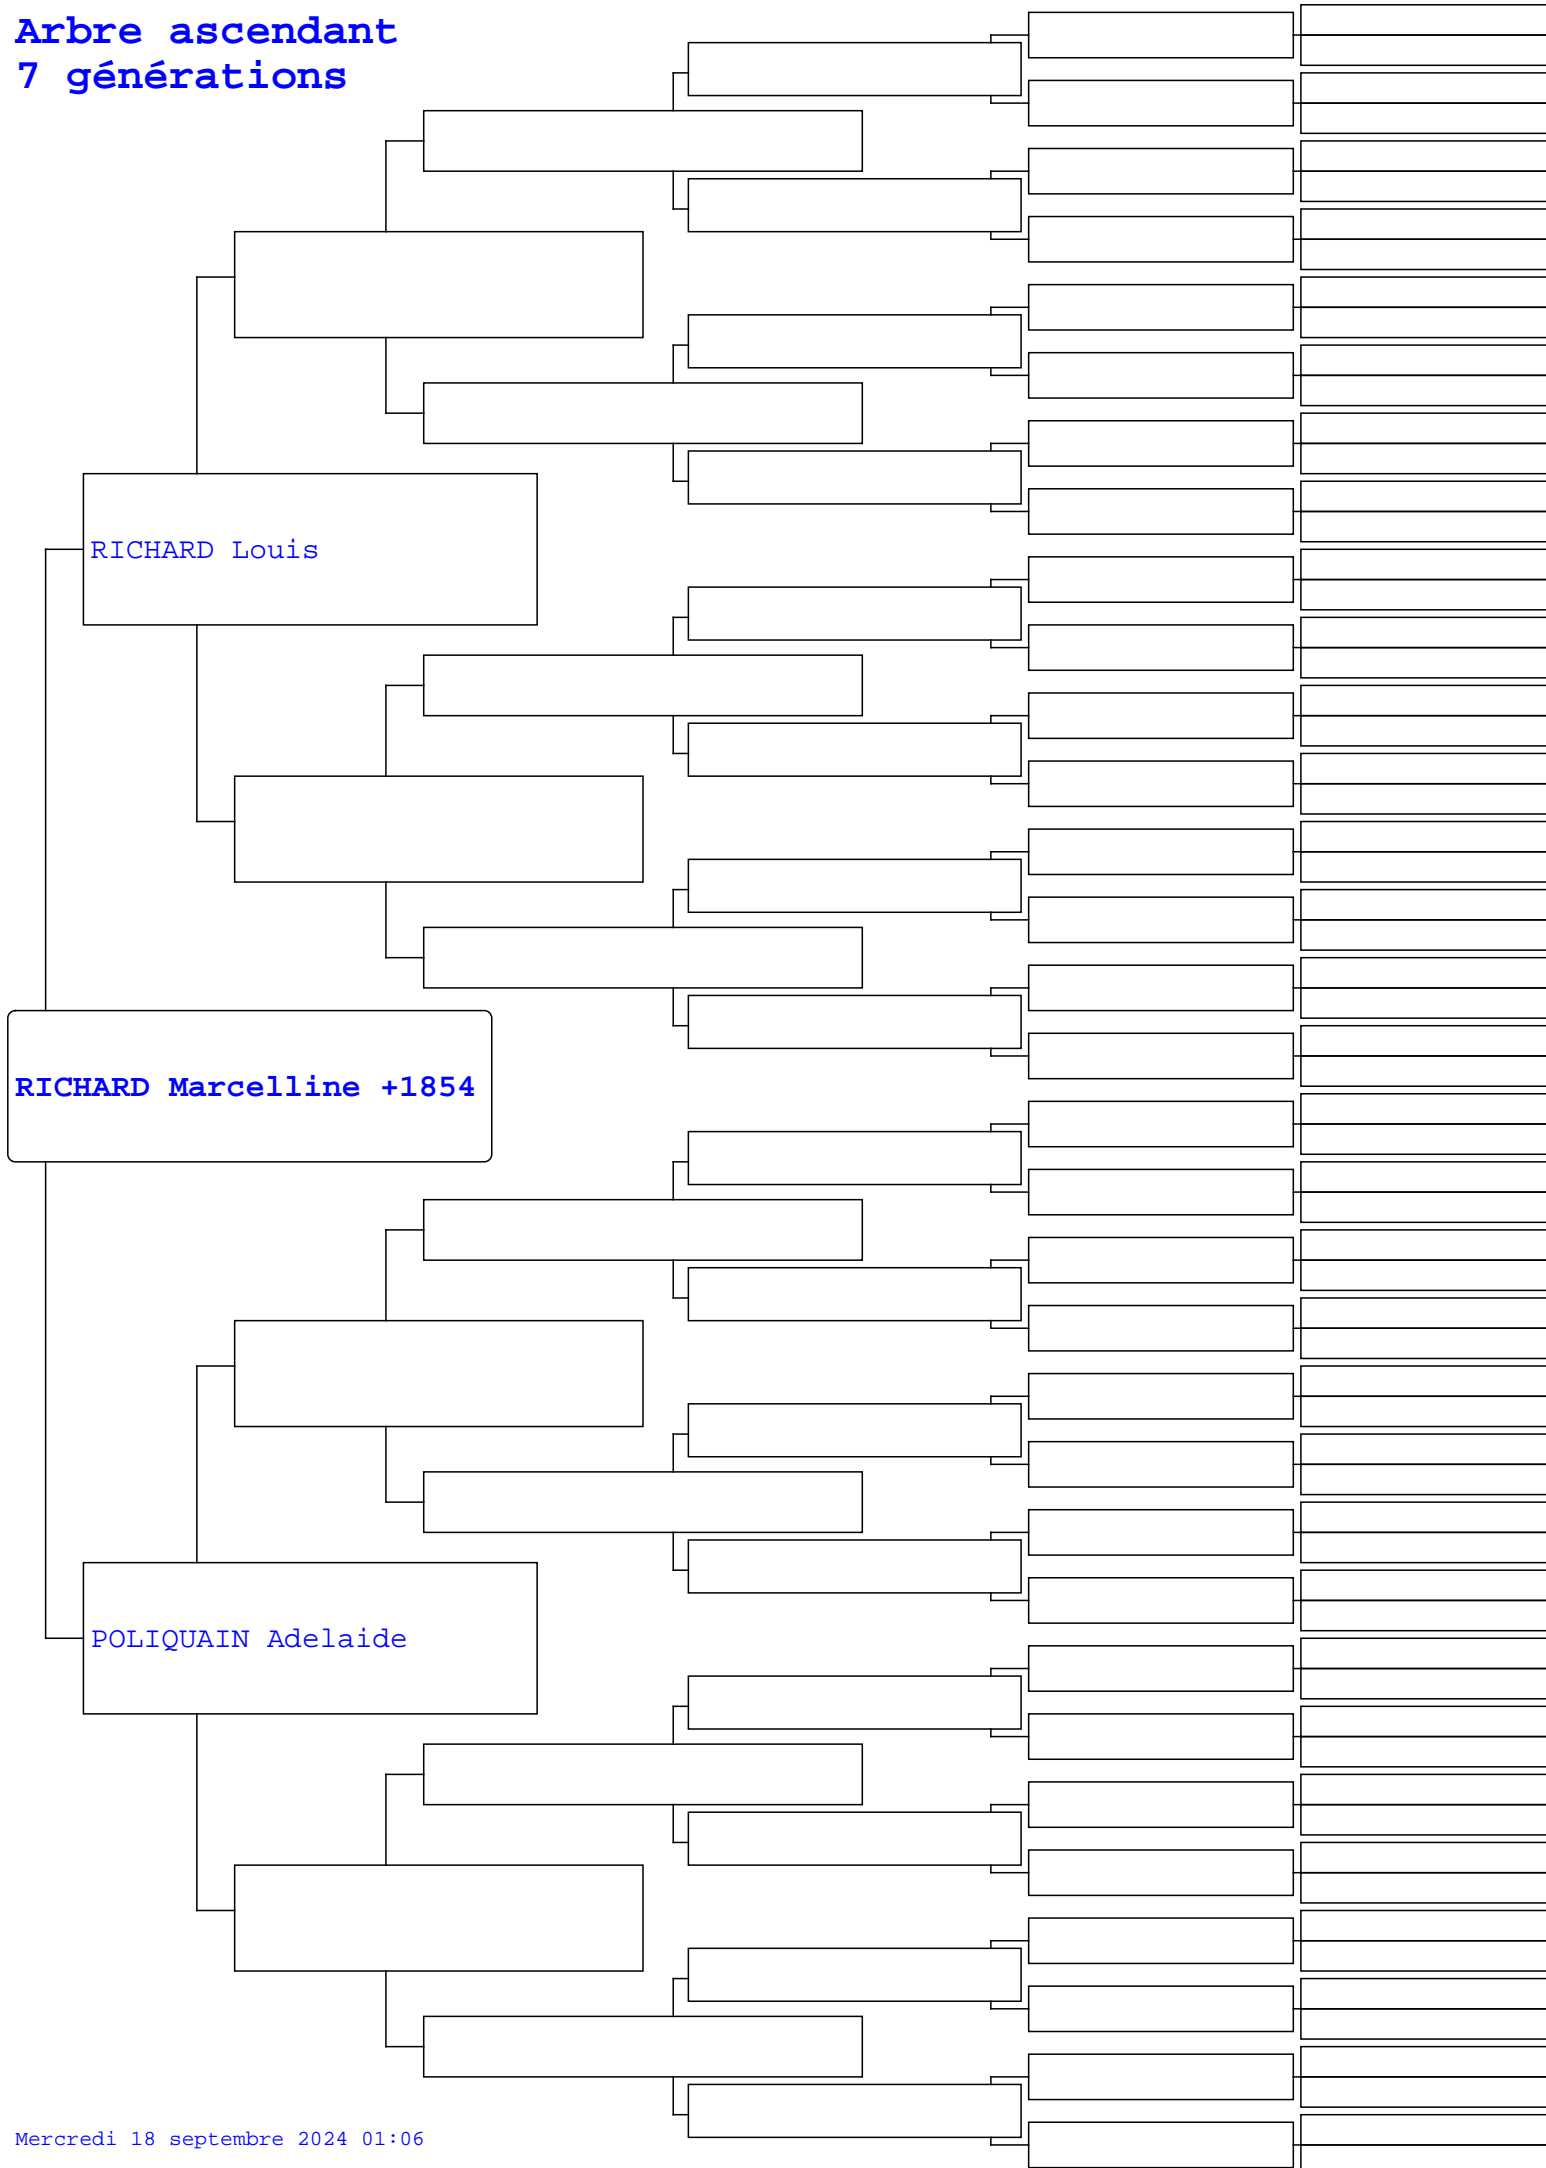 Arbre ascendant
7 générations
RICHARD Louis
RICHARD Marcelline +1854
POLIQUAIN Adelaide
Mercredi 18 septembre 2024 01:06